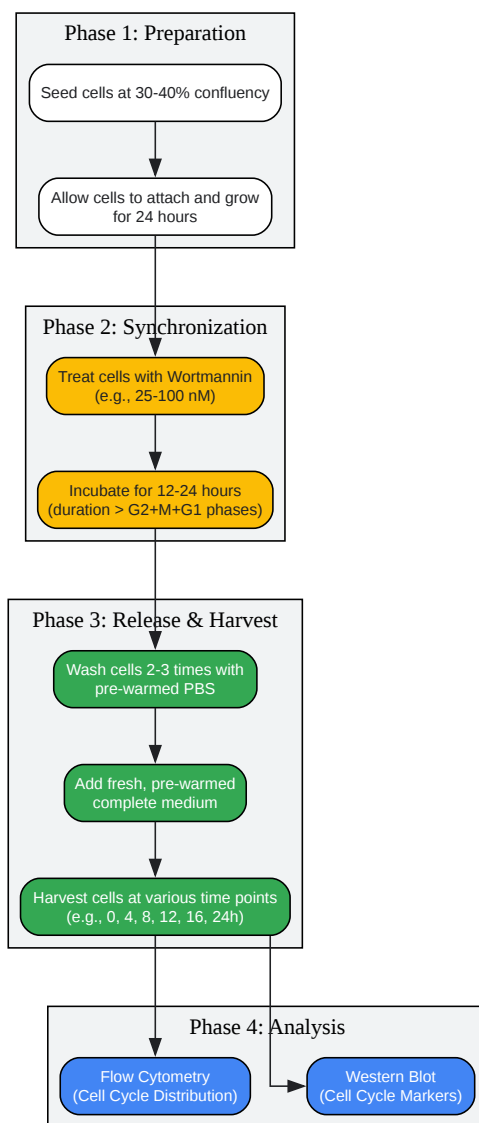 Phase 1: Preparation
Seed cells at 30-40% confluency
Allow cells to attach and grow
for 24 hours
Phase 2: Synchronization
Treat cells with Wortmannin
(e.g., 25-100 nM)
Incubate for 12-24 hours
(duration > G2+M+G1 phases)
Phase 3: Release & Harvest
Wash cells 2-3 times with
pre-warmed PBS
Add fresh, pre-warmed
complete medium
Harvest cells at various time points
(e.g., 0, 4, 8, 12, 16, 24h)
Phase 4: Analysis
Flow Cytometry
(Cell Cycle Distribution)
Western Blot
(Cell Cycle Markers)